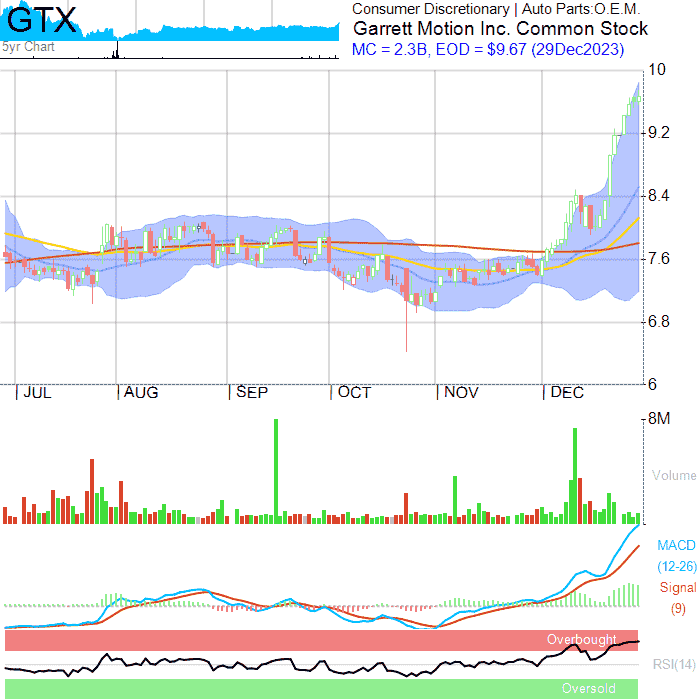 GTX
5yr Chart
Consumer Discretionary | Auto Parts:O.E.M.
Garrett Motion Inc. Common Stock
MC = 2.3B, EOD = $9.67 (29Dec2023)
10
9.2
8.4
7.6
6.8
6
JUL AUG SEP OCT NOV DEC
8M
Volume
MACD
(12-26)
Signal
(9)
Overbought
RSI(14)
Oversold